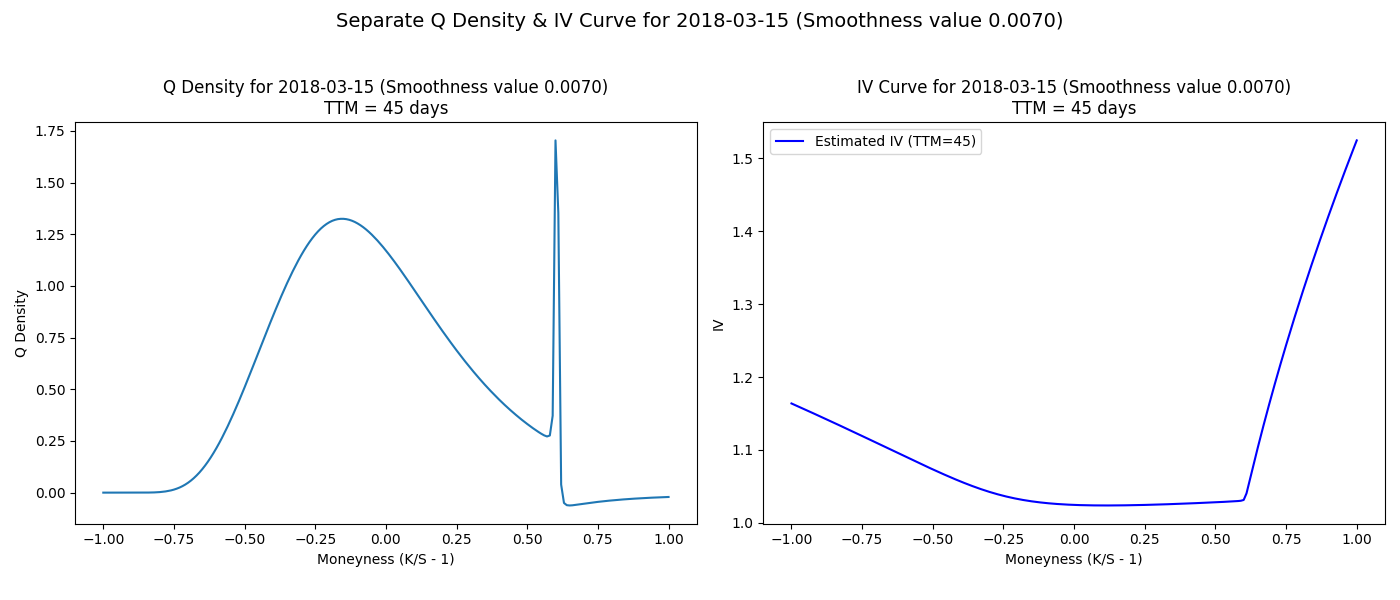 Separate Q Density & IV Curve for 2018-03-15 (Smoothness value 0.0070)
Q Density for 2018-03-15 (Smoothness value 0.0070)
TTM = 45 days
1.75
1.50
1.25
1.00
0.75
0.50
0.25
0.00
Q Density
−1.00 −0.75 −0.50 −0.25 0.00 0.25 0.50 0.75 1.00
Moneyness (K/S - 1)
IV Curve for 2018-03-15 (Smoothness value 0.0070)
TTM = 45 days
Estimated IV (TTM=45)
1.5
1.4
1.3
1.2
1.1
1.0
IV
−1.00 −0.75 −0.50 −0.25 0.00 0.25 0.50 0.75 1.00
Moneyness (K/S - 1)